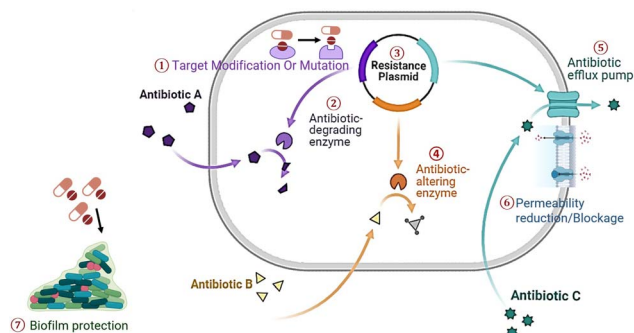 ① Target Modification Or Mutation
③
Resistance
Plasmid
⑤
Antibiotic
efflux pump
Antibiotic A
②
Antibiotic-
degrading
enzyme
④
Antibiotic-
altering
enzyme
⑥ Permeability
reduction/Blockage
Antibiotic B
Antibiotic C
⑦ Biofilm protection